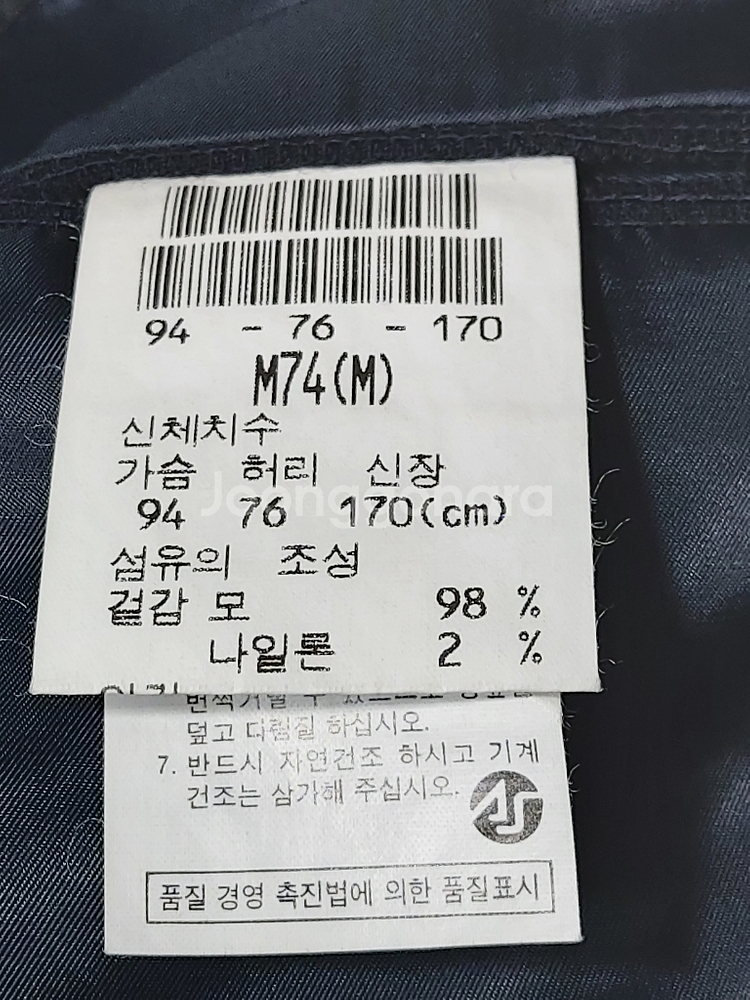 94 - 76 - 170
M74(M)
신체치수
가슴 허리 신장
Joonggonara
94 76 170(cm)
섬유의 조성
겉감 모 98 %
나일론 2 %
덮고 다림질 하십시오.
7. 반드시 자연건조 하시고 기계
건조는 삼가해 주십시오.
AS
품질 경영 촉진법에 의한 품질표시